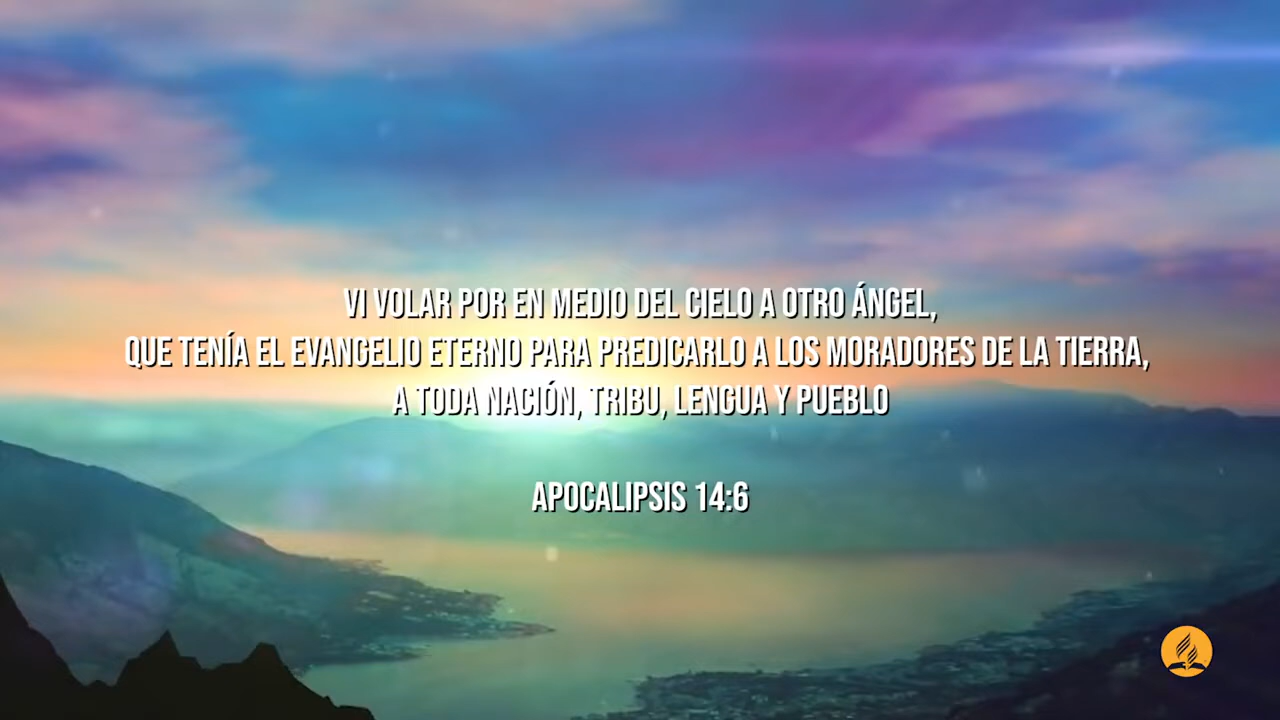 VI VOLAR POR EN MEDIO DEL CIELO A OTRO ÁNGEL,
QUE TENÍA EL EVANGELIO ETERNO PARA PREDICARLO A LOS MORADORES DE LA TIERRA,
A TODA NACIÓN, TRIBU, LENGUA Y PUEBLO
APOCALIPSIS 14:6